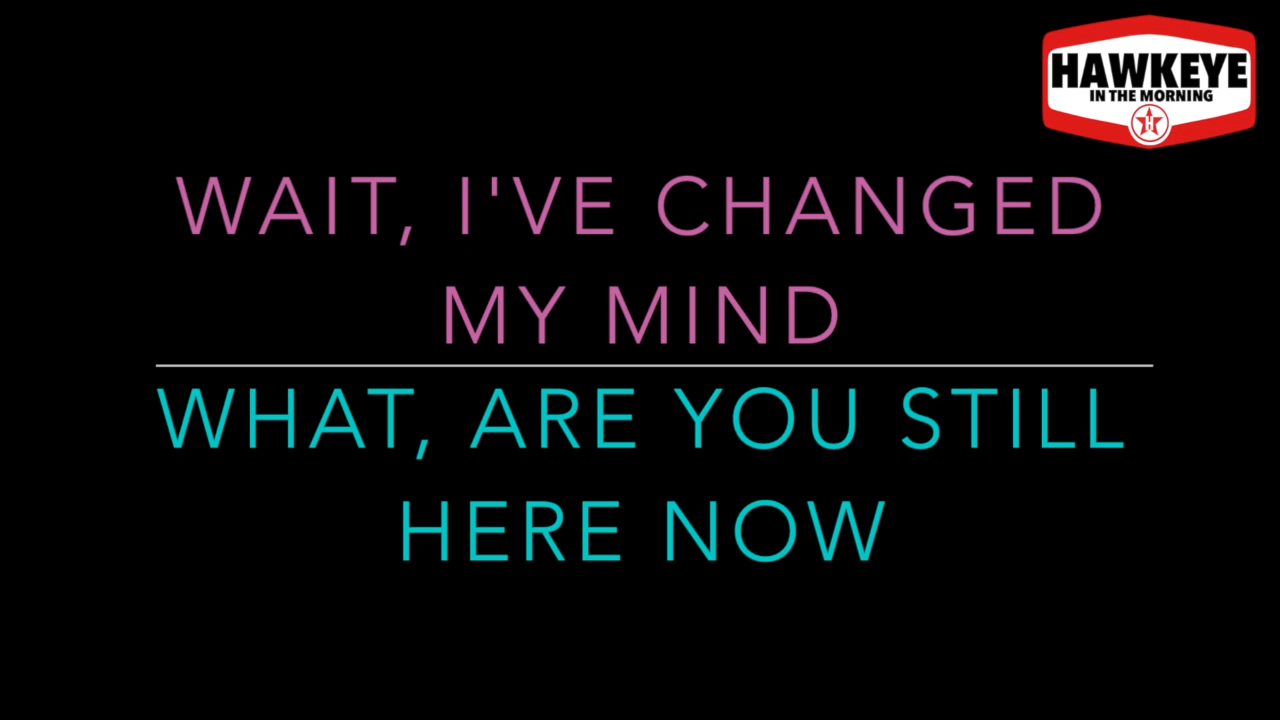 HAWKEYE
IN THE MORNING
H
WAIT, I'VE CHANGED
MY MIND
WHAT, ARE YOU STILL
HERE NOW